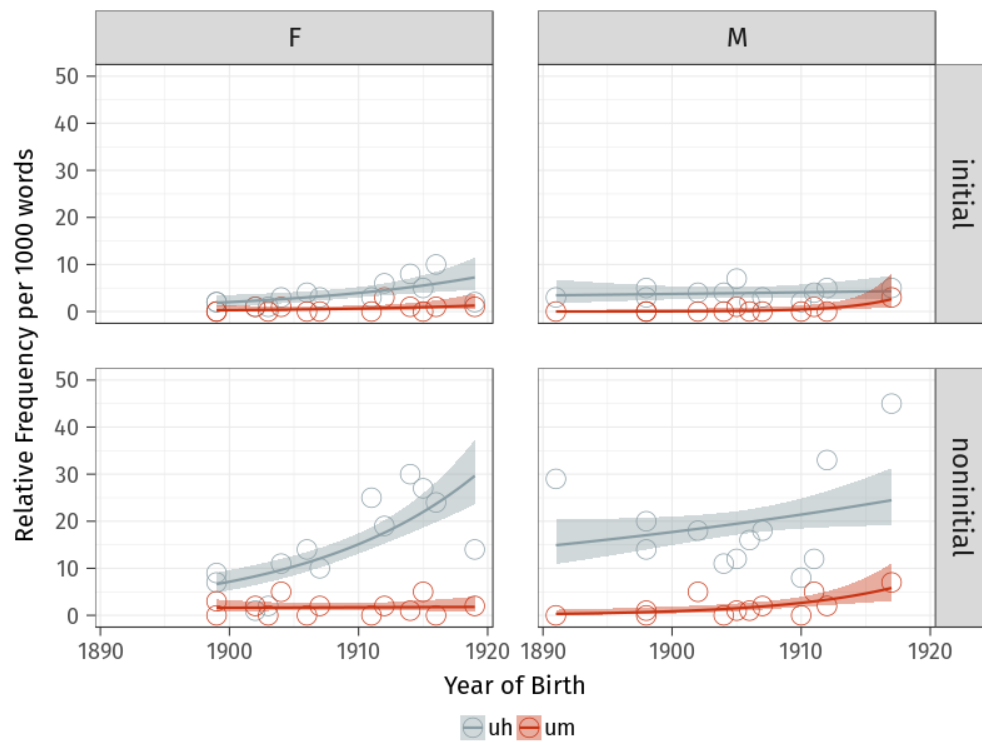 F
M
50
40
30
20
10
0
initial
50
40
30
20
10
0
noninitial
Relative Frequency per 1000 words
1890 1900 1910 1920 1890 1900 1910 1920
Year of Birth
uh um